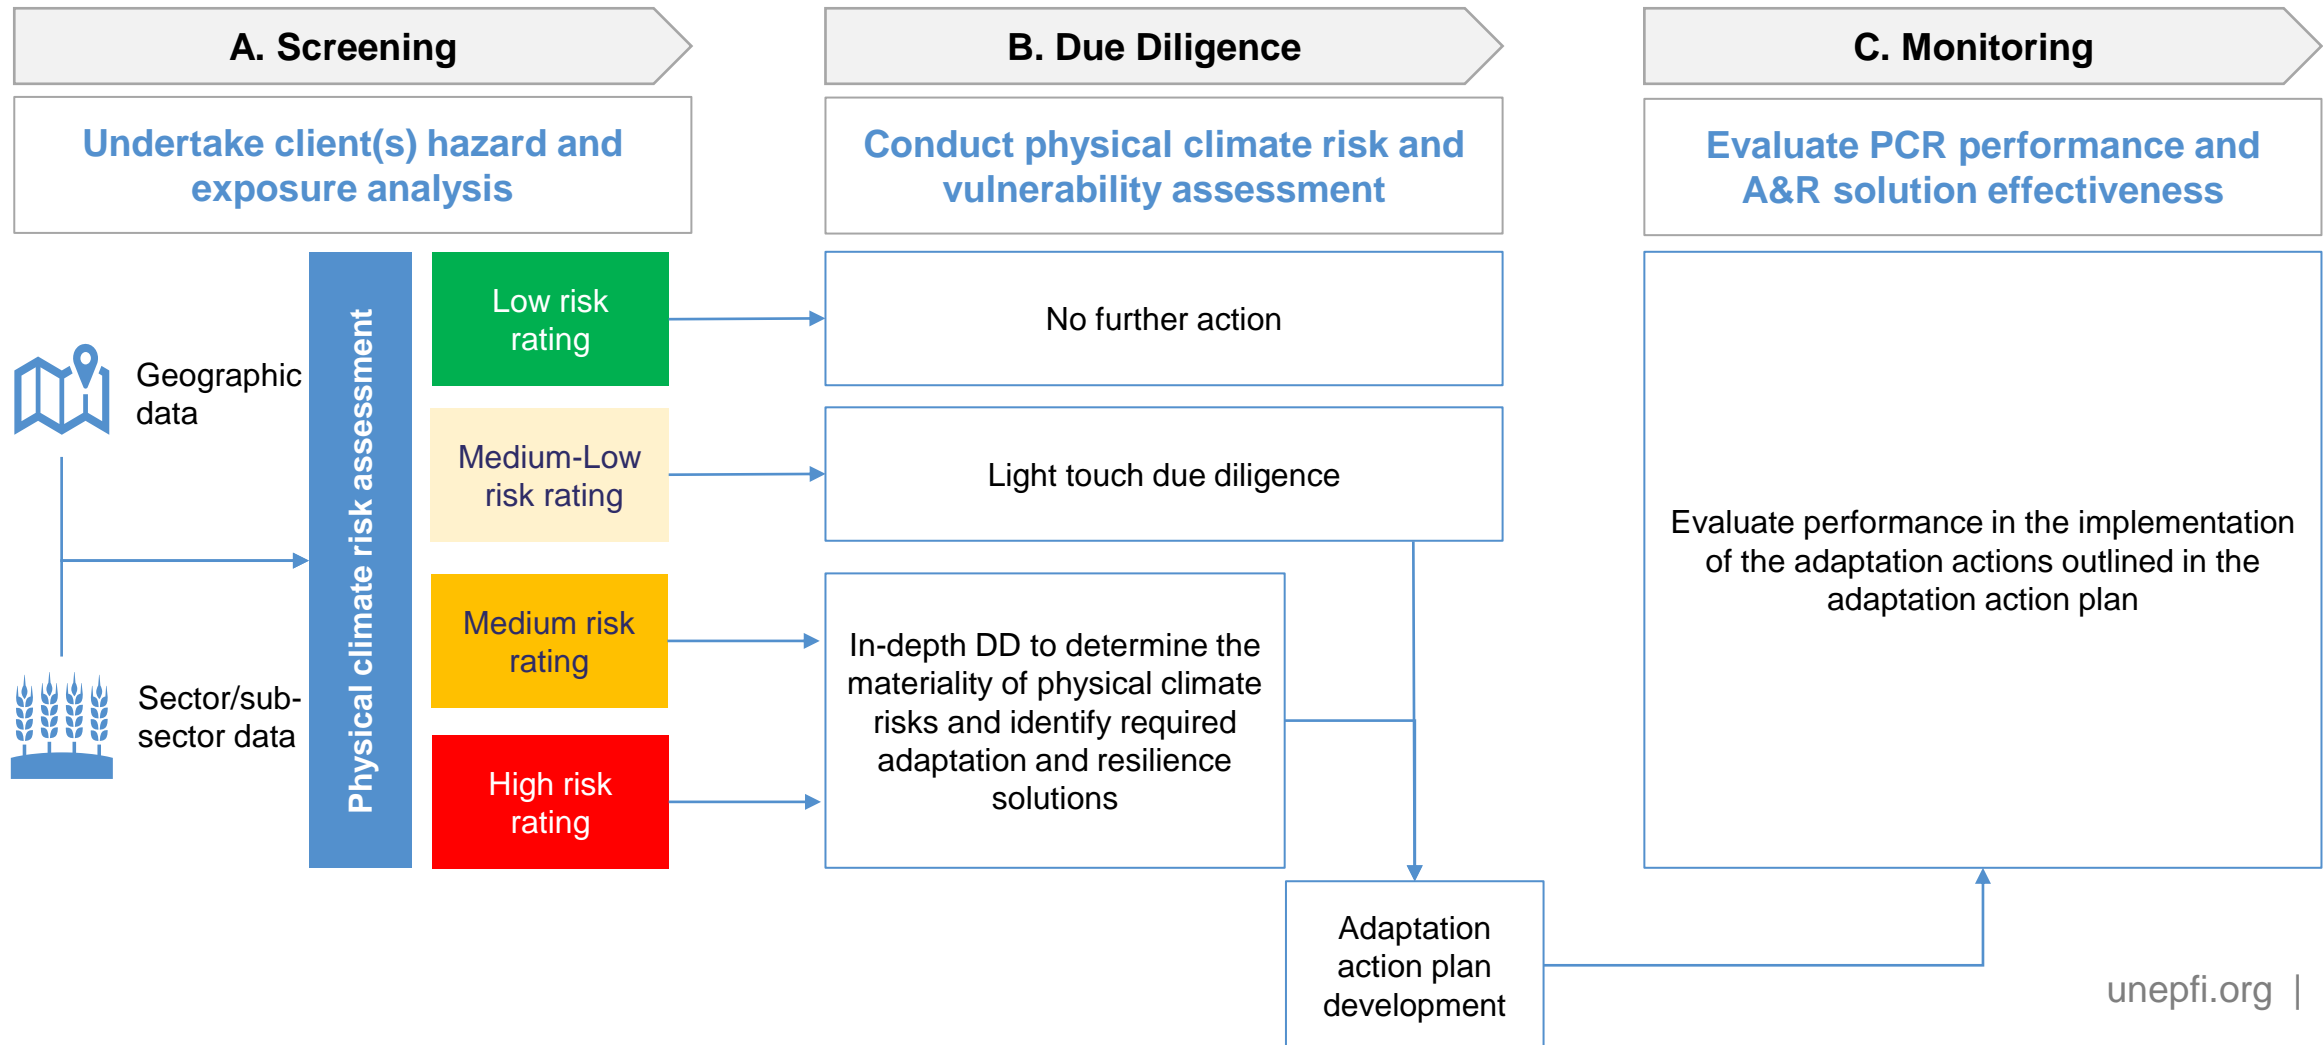 A. Screening
B. Due Diligence
C. Monitoring
Undertake client(s) hazard and
exposure analysis
Conduct physical climate risk and
vulnerability assessment
Evaluate PCR performance and
A&R solution effectiveness
Geographic
data
Sector/sub-
sector data
Physical climate risk assessment
Low risk
rating
Medium-Low
risk rating
Medium risk
rating
High risk
rating
No further action
Light touch due diligence
In-depth DD to determine the
materiality of physical climate
risks and identify required
adaptation and resilience
solutions
Adaptation
action plan
development
Evaluate performance in the implementation
of the adaptation actions outlined in the
adaptation action plan
unepfi.org |